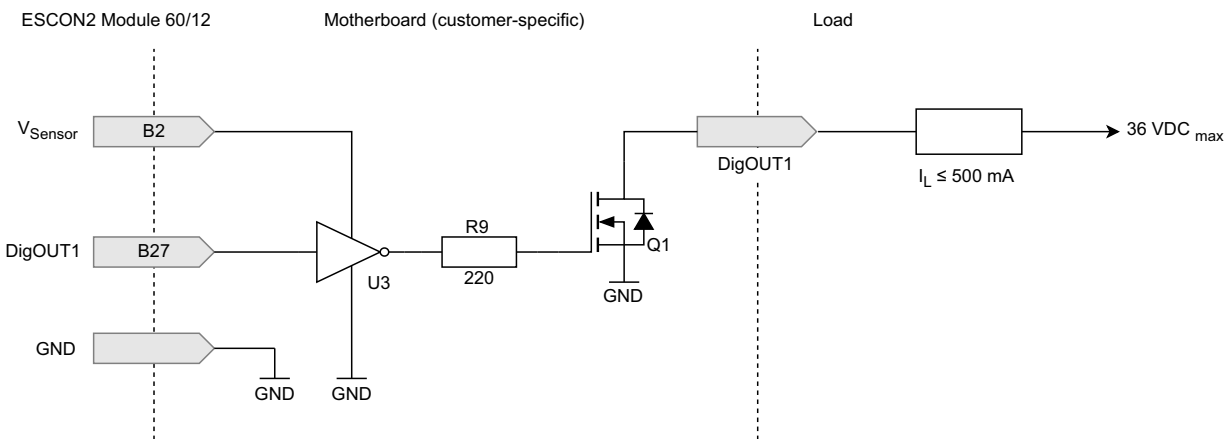 ESCON2 Module 60/12
Motherboard (customer-specific)
Load
VSensor
B2
DigOUT1
36 VDC max
IL ≤ 500 mA
DigOUT1
B27
U3
R9
220
Q1
GND
GND
GND
GND